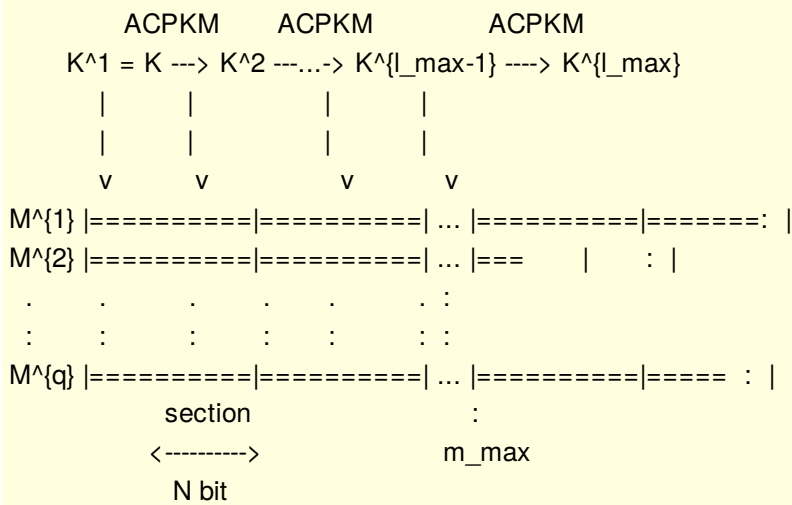 ACPKM ACPKM ACPKM
K^1 = K ---> K^2 ---...-> K^{l_max-1} ----> K^{l_max}
| | | |
| | | |
v v v v
M^{1} |==========|==========| ... |==========|=======: |
M^{2} |==========|==========| ... |=== | : |
. . . . . . :
: : : : : : :
M^{q} |==========|==========| ... |==========|===== : |
section :
<----------> m_max
N bit